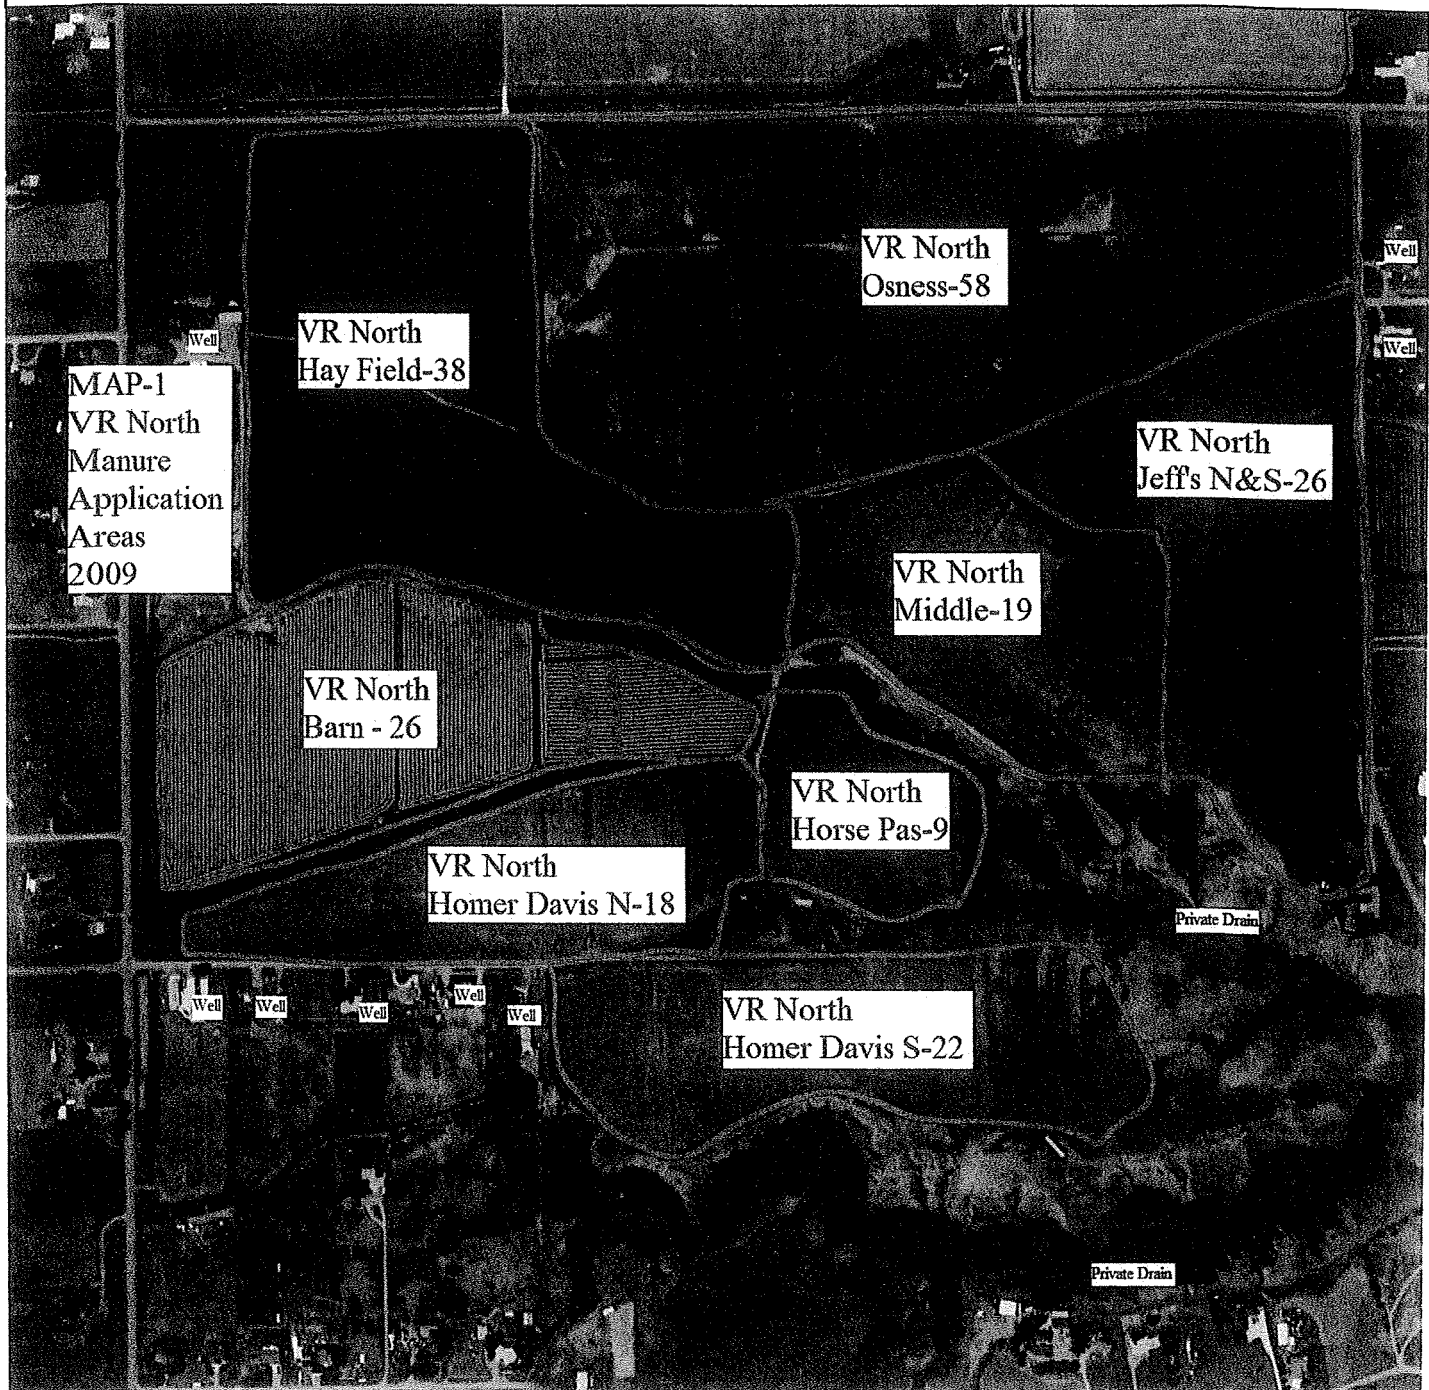 VR North
Osness-58
Well
VR North
Hay Field-38
Well
Well
MAP-1
VR North
Manure
Application
Areas
2009
VR North
Jeff's N&S-26
VR North
Middle-19
VR North
Barn - 26
VR North
Horse Pas-9
VR North
Homer Davis N-18
Private Drain
Well
Well
Well
Well
Well
VR North
Homer Davis S-22
Private Drain